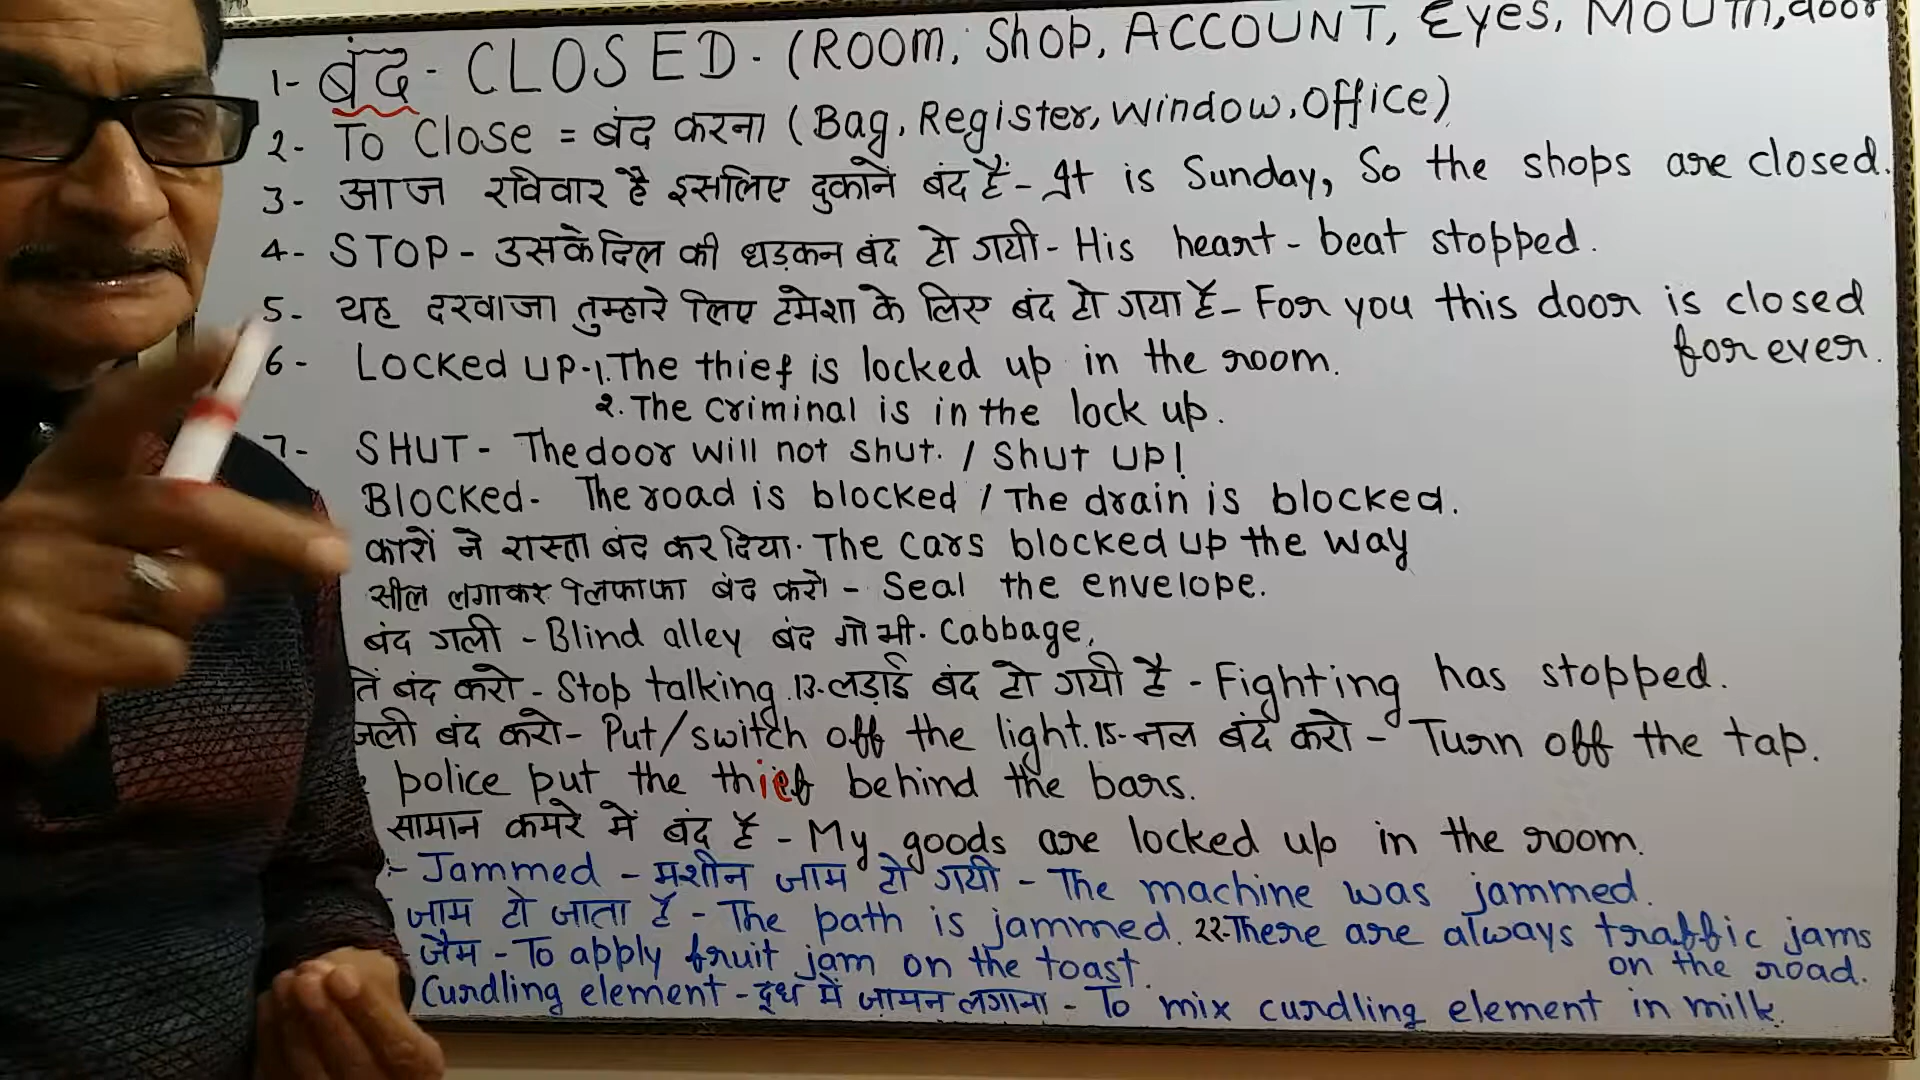 1- बंद - CLOSED - (ROOM, Shop, ACCOUNT, Eyes, MOUTH, door
2- To Close = बंद करना (Bag, Register, Window, Office)
3- आज रविवार है इसलिए दुकानें बंद हैं - It is Sunday, So the shops are closed.
4- STOP - उसके दिल की धड़कन बंद हो गयी - His heart-beat stopped.
5- यह दरवाजा तुम्हारे लिए हमेशा के लिए बंद हो गया है - For you this door is closed
for ever.
6- LOCKED UP - 1. The thief is locked up in the room.
2. The criminal is in the lock up.
7- SHUT - The door will not shut. / Shut UP!
BLOCKED - The road is blocked / The drain is blocked.
कारों ने रास्ता बंद कर दिया. The cars blocked up the way
सील लगाकर लिफाफा बंद करो - Seal the envelope.
बंद गली - Blind alley बंद गोभी - Cabbage,
बंद करो - Stop talking. 13- लड़ाई बंद हो गयी है - Fighting has stopped.
जली बंद करो - Put/switch off the light. 15- नल बंद करो - Turn off the tap.
police put the thief behind the bars.
सामान कमरे में बंद है - My goods are locked up in the room.
:- Jammed - मशीन जाम हो गयी - The machine was jammed.
जाम हो जाता है - The path is jammed. 22- There are always traffic jams
on the road.
जैम - To apply fruit jam on the toast.
Curdling element - दूध में जामन लगाना - To mix curdling element in milk.